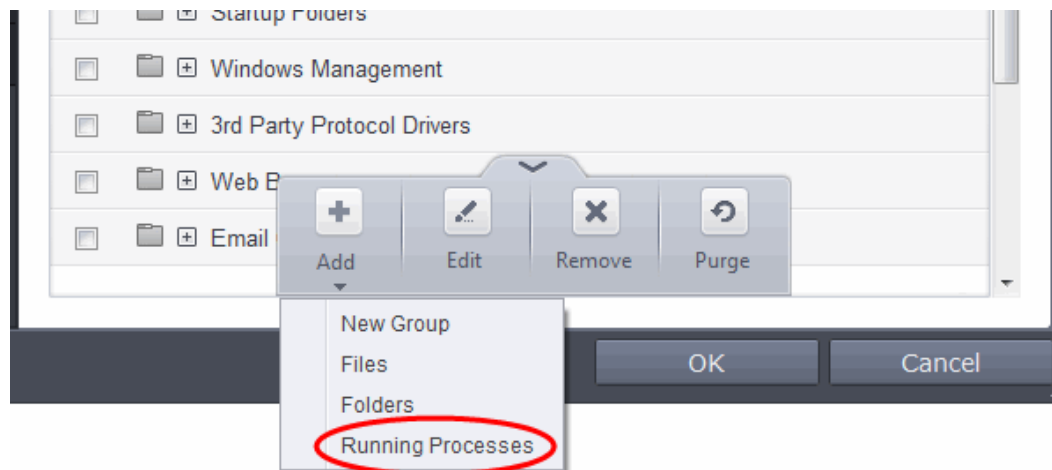 Startup Folders
Windows Management
3rd Party Protocol Drivers
Web
Email
Add
Edit
Remove
Purge
New Group
Files
Folders
Running Processes
OK
Cancel